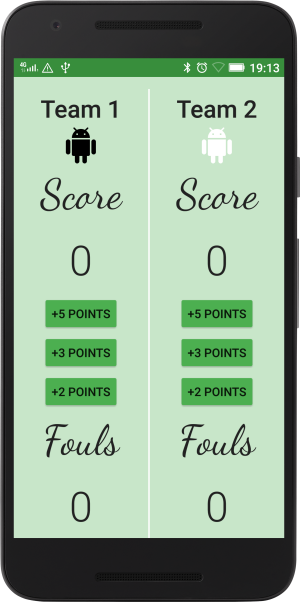 4G 19:13
Team 1 Team 2
Score Score
0 0
+5 POINTS +5 POINTS
+3 POINTS +3 POINTS
+2 POINTS +2 POINTS
Fouls Fouls
0 0